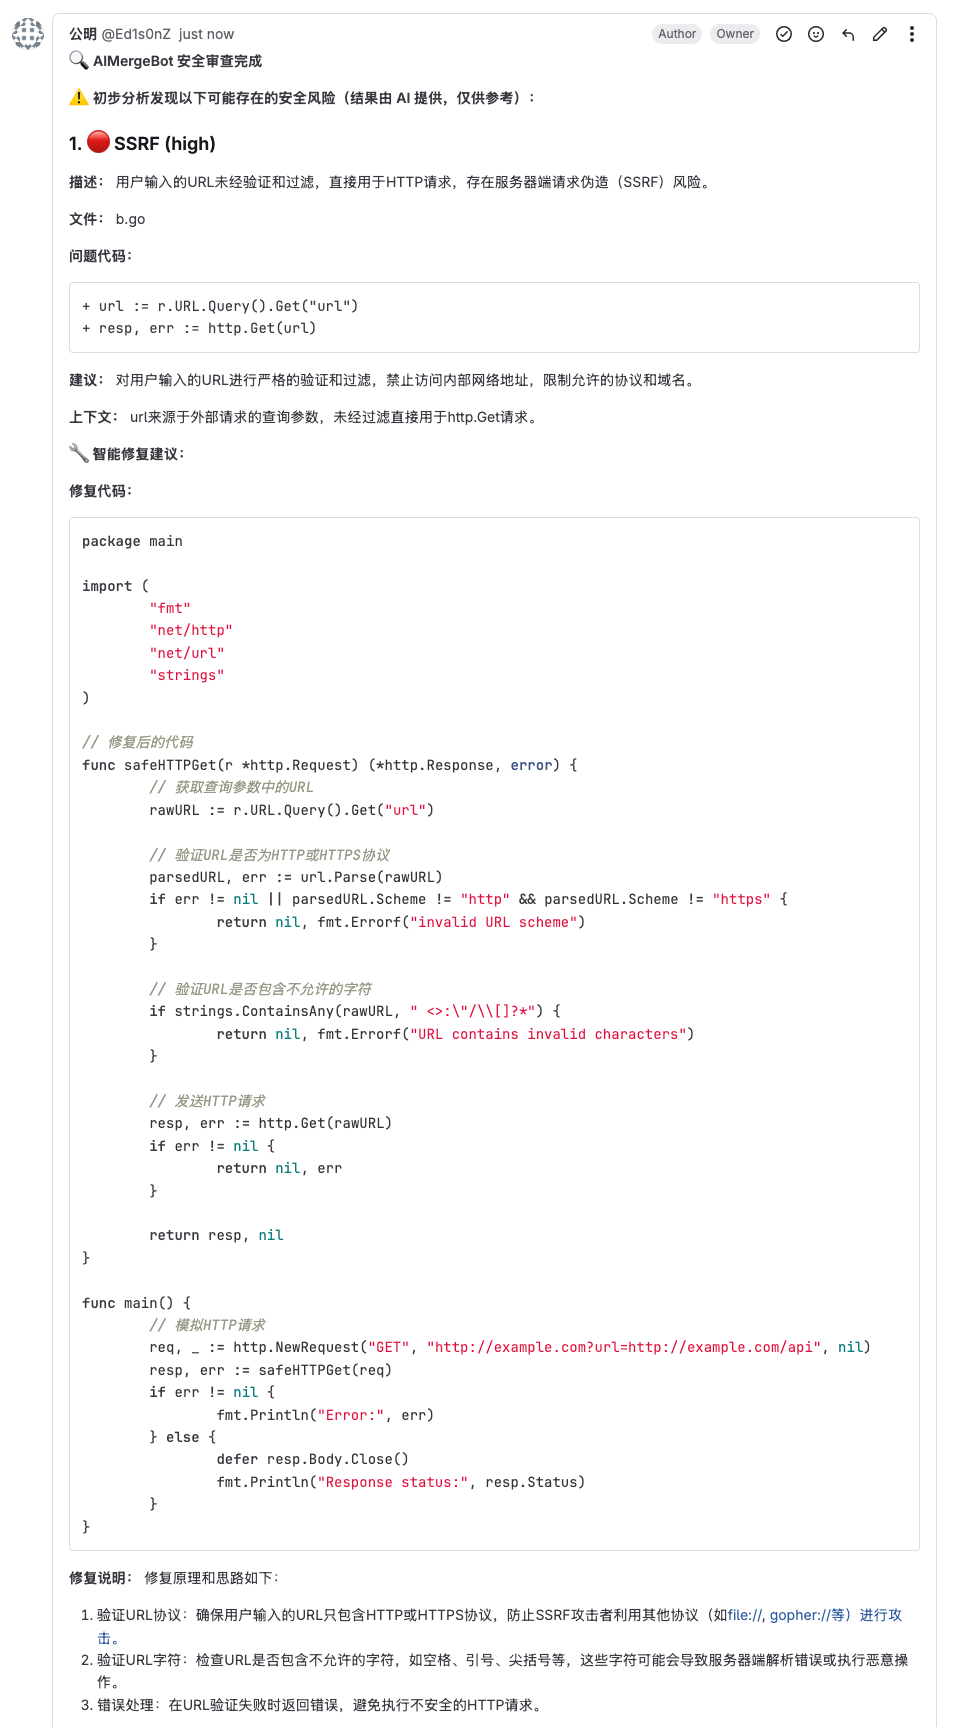 公明 @Ed1s0nZ just now Author Owner
AIMergeBot 安全审查完成
初步分析发现以下可能存在的安全风险（结果由 AI 提供，仅供参考）：
1. SSRF (high)
描述： 用户输入的URL未经验证和过滤，直接用于HTTP请求，存在服务器端请求伪造（SSRF）风险。
文件： b.go
问题代码：
+ url := r.URL.Query().Get("url")
+ resp, err := http.Get(url)
建议： 对用户输入的URL进行严格的验证和过滤，禁止访问内部网络地址，限制允许的协议和域名。
上下文： url来源于外部请求的查询参数，未经过滤直接用于http.Get请求。
智能修复建议：
修复代码：
package main
import (
"fmt"
"net/http"
"net/url"
"strings"
)
// 修复后的代码
func safeHTTPGet(r *http.Request) (*http.Response, error) {
// 获取查询参数中的URL
rawURL := r.URL.Query().Get("url")
// 验证URL是否为HTTP或HTTPS协议
parsedURL, err := url.Parse(rawURL)
if err != nil || parsedURL.Scheme != "http" && parsedURL.Scheme != "https" {
return nil, fmt.Errorf("invalid URL scheme")
}
// 验证URL是否包含不允许的字符
if strings.ContainsAny(rawURL, " <>:\"/\\[]?*") {
return nil, fmt.Errorf("URL contains invalid characters")
}
// 发送HTTP请求
resp, err := http.Get(rawURL)
if err != nil {
return nil, err
}
return resp, nil
}
func main() {
// 模拟HTTP请求
req, _ := http.NewRequest("GET", "http://example.com?url=http://example.com/api", nil)
resp, err := safeHTTPGet(req)
if err != nil {
fmt.Println("Error:", err)
} else {
defer resp.Body.Close()
fmt.Println("Response status:", resp.Status)
}
}
修复说明： 修复原理和思路如下：
1. 验证URL协议：确保用户输入的URL只包含HTTP或HTTPS协议，防止SSRF攻击者利用其他协议（如file://, gopher://等）进行攻
击。
2. 验证URL字符：检查URL是否包含不允许的字符，如空格、引号、尖括号等，这些字符可能会导致服务器端解析错误或执行恶意操
作。
3. 错误处理：在URL验证失败时返回错误，避免执行不安全的HTTP请求。